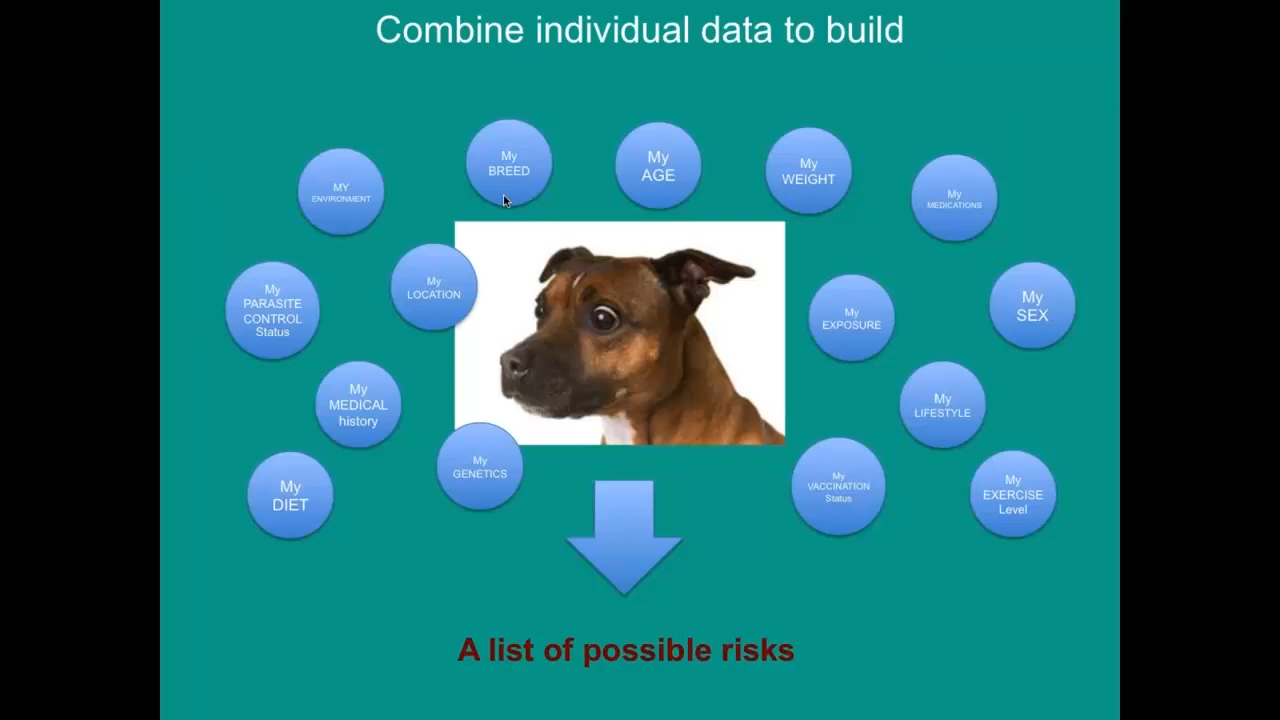 Combine individual data to build
My
BREED
My
AGE
My
WEIGHT
MY
ENVIRONMENT
My
MEDICATIONS
My
PARASITE
CONTROL
Status
My
LOCATION
My
EXPOSURE
My
SEX
My
MEDICAL
history
My
LIFESTYLE
My
DIET
My
GENETICS
My
VACCINATION
Status
My
EXERCISE
Level
A list of possible risks